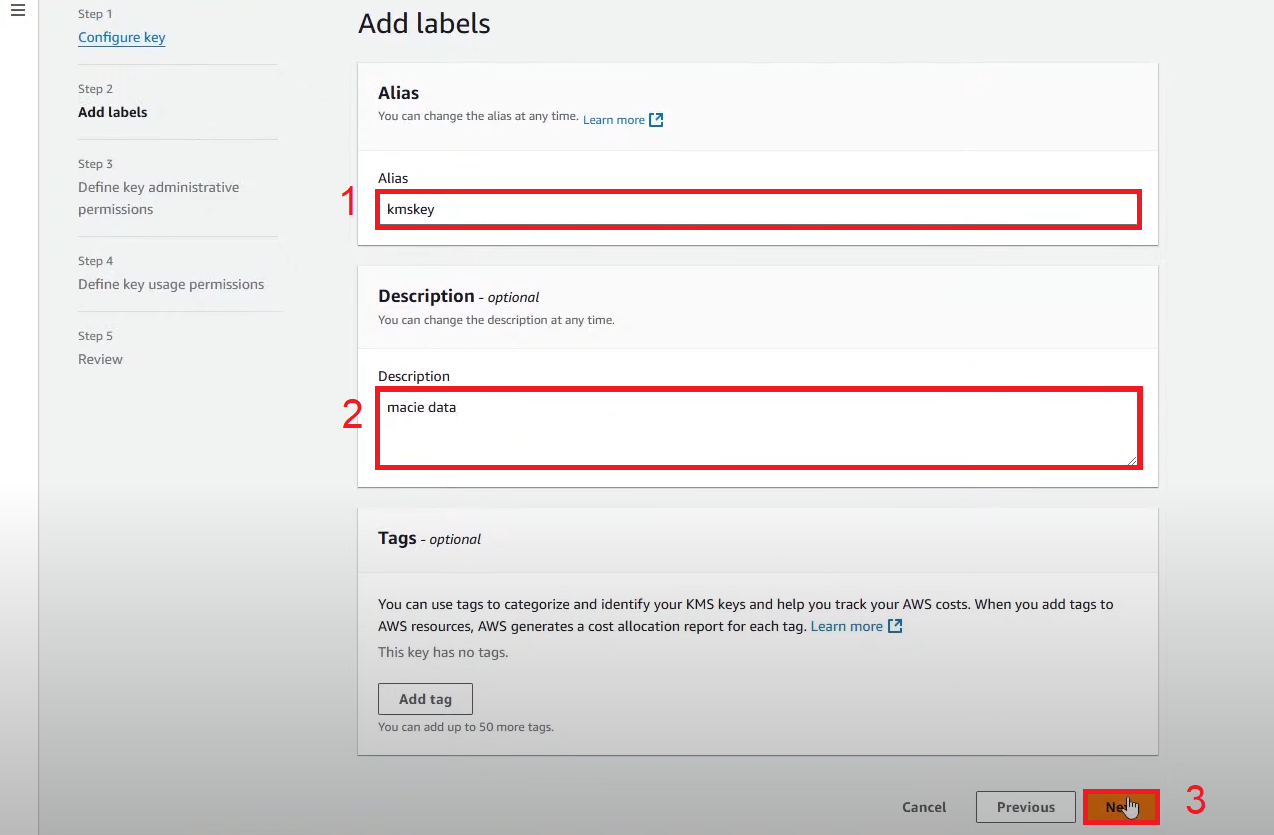 Step 1
Configure key
Step 2
Add labels
Step 3
Define key administrative
permissions
Step 4
Define key usage permissions
Step 5
Review
Add labels
Alias
You can change the alias at any time. Learn more
Alias
1
kmskey
Description - optional
You can change the description at any time.
Description
2
macie data
Tags - optional
You can use tags to categorize and identify your KMS keys and help you track your AWS costs. When you add tags to
AWS resources, AWS generates a cost allocation report for each tag. Learn more
This key has no tags.
Add tag
You can add up to 50 more tags.
Cancel Previous 3